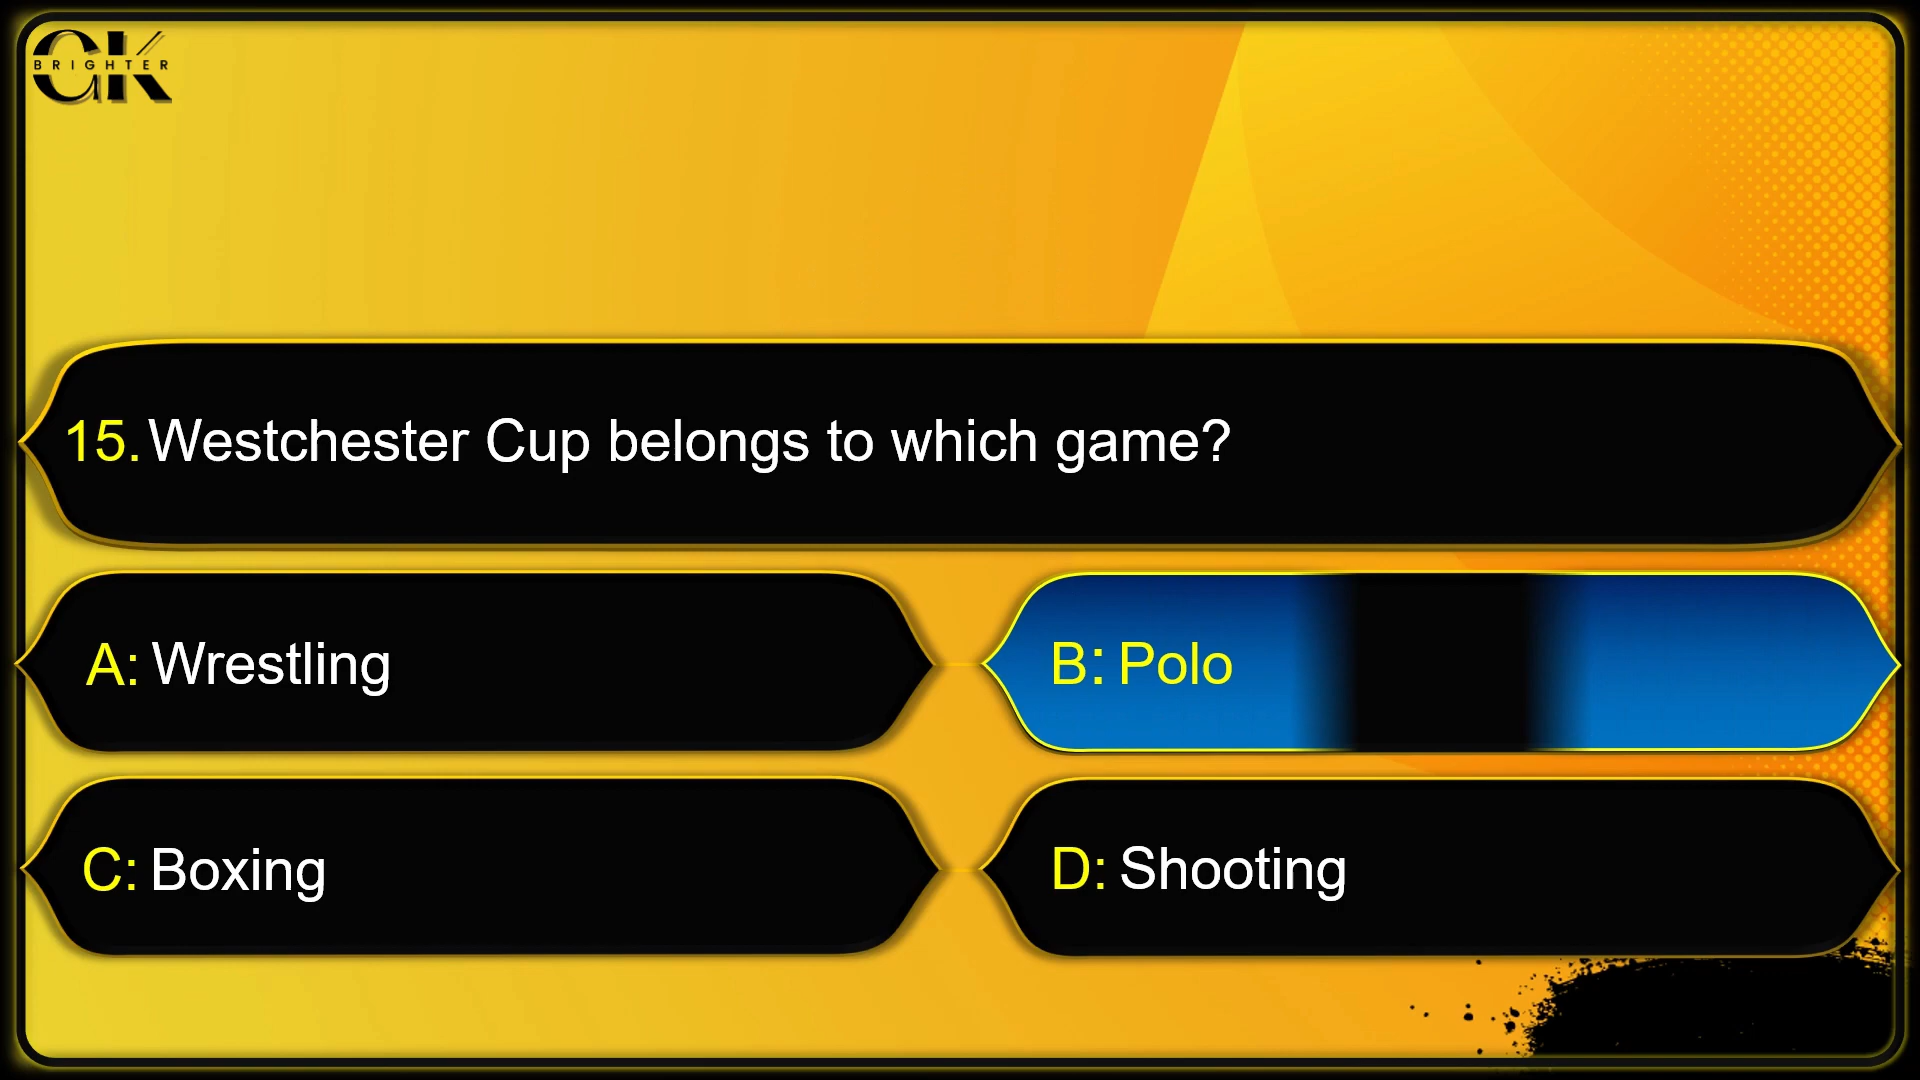 GK
BRIGHTER
15. Westchester Cup belongs to which game?
A: Wrestling
B: Polo
C: Boxing
D: Shooting